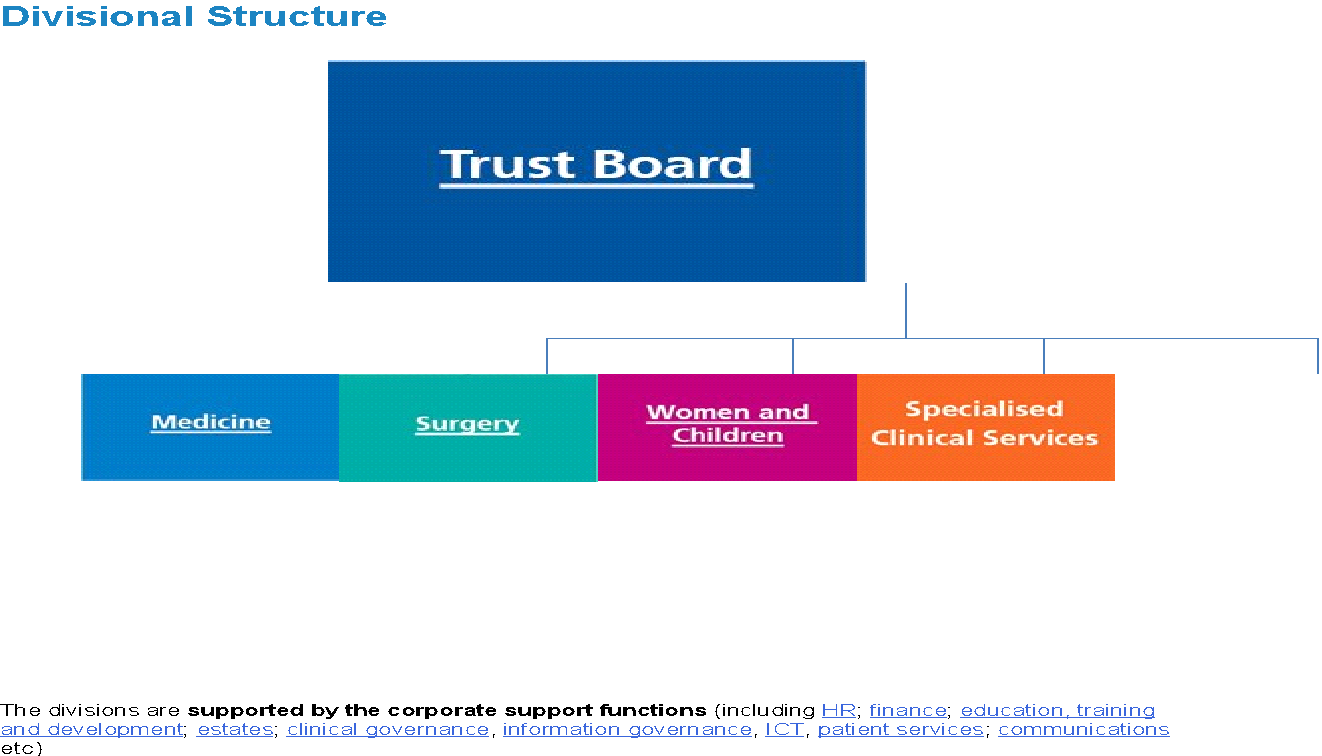 Divisional Structure
Trust Board
Medicine
Surgery
Women and
Children
Specialised
Clinical Services
The divisions are supported by the corporate support functions (including HR; finance; education, training
and development; estates; clinical governance, information governance, ICT, patient services; communications
etc)